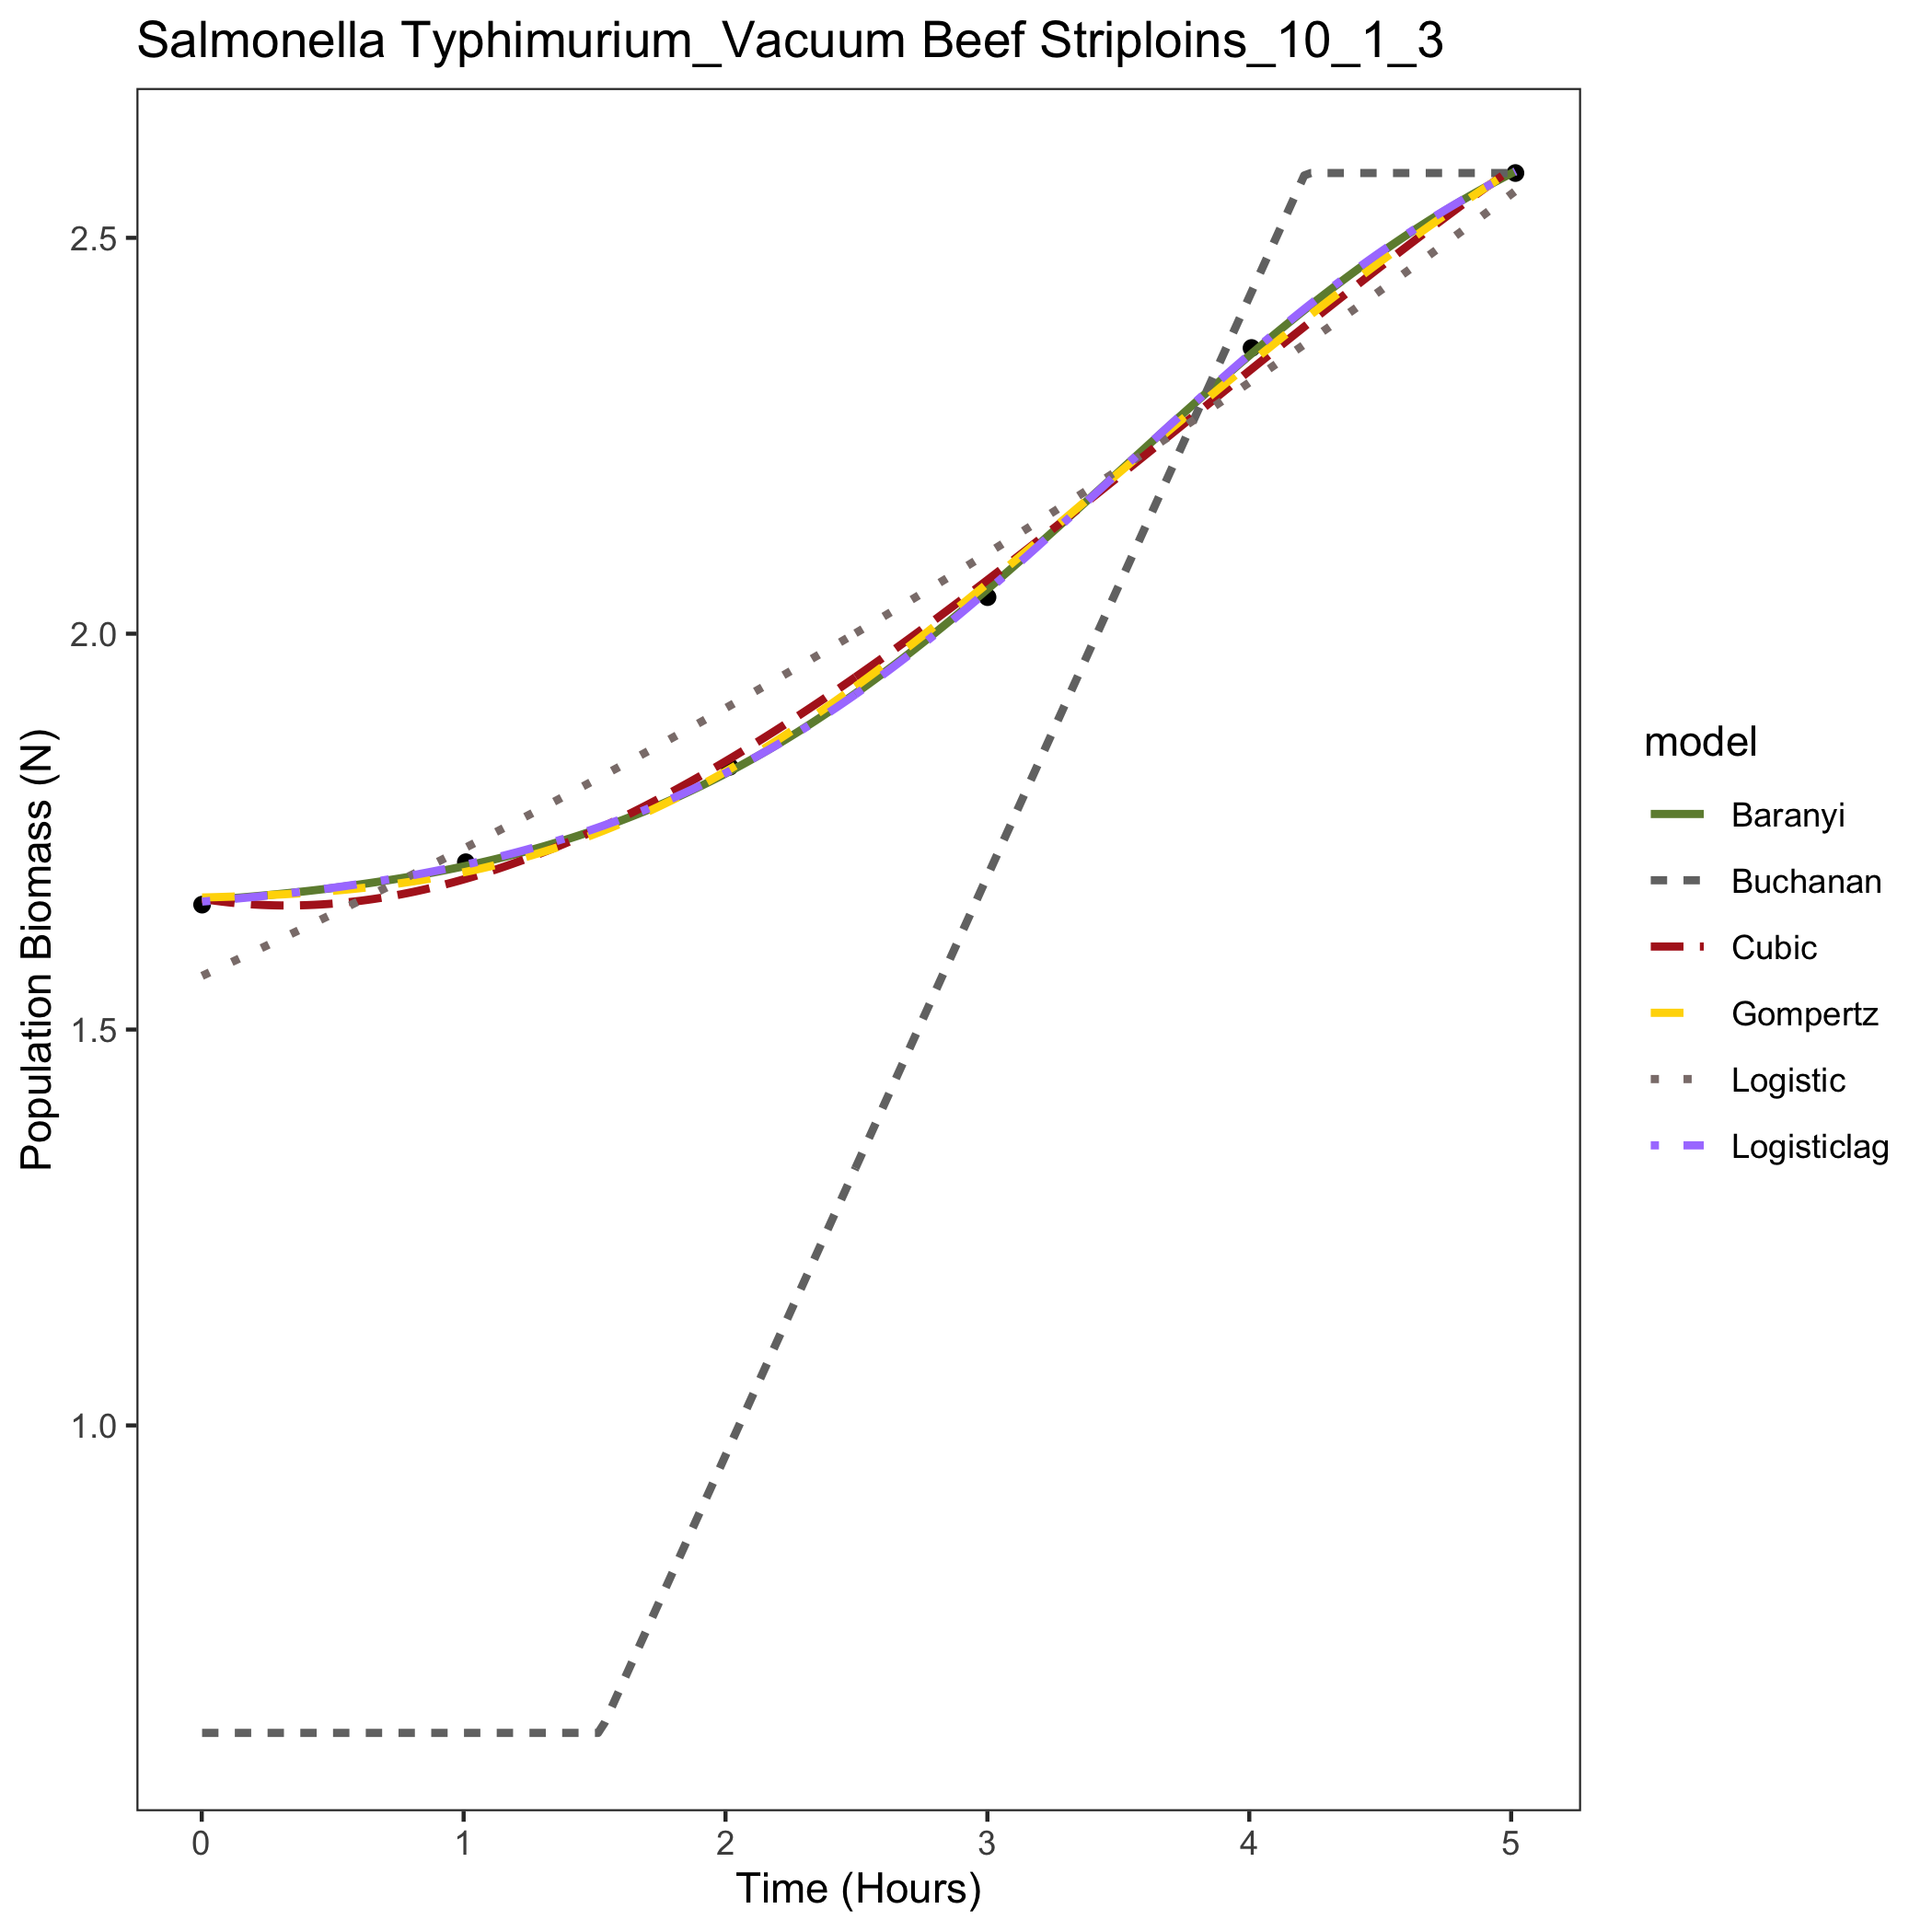 Salmonella Typhimurium_Vacuum Beef Striploins_10_1_3
Population Biomass (N)
2.5
2.0
1.5
1.0
0 1 2 3 4 5
Time (Hours)
model
Baranyi
Buchanan
Cubic
Gompertz
Logistic
Logisticlag